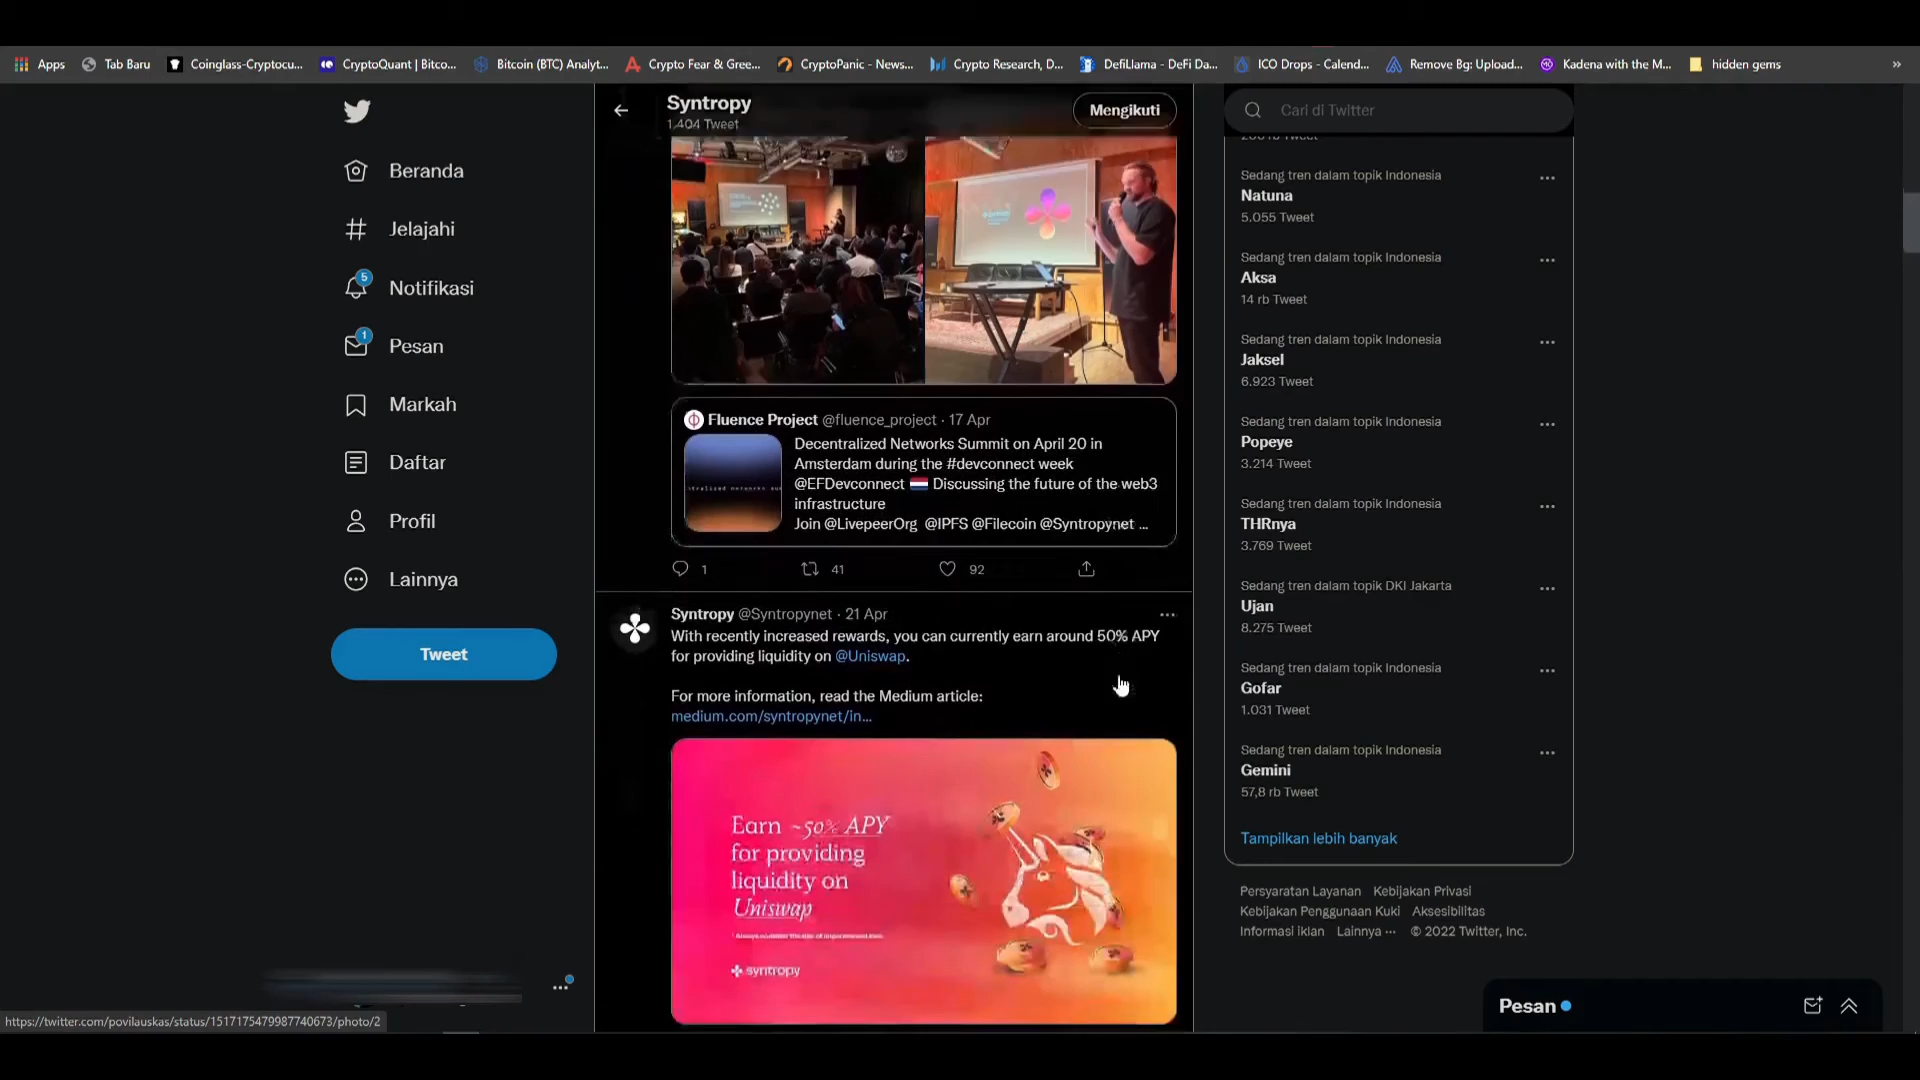 Apps
Tab Baru
Coinglass-Cryptocu...
CryptoQuant | Bitco...
Bitcoin (BTC) Analyt...
Crypto Fear & Gree...
CryptoPanic - News...
Crypto Research, D...
DefiLlama - DeFi Da...
ICO Drops - Calend...
Remove Bg: Upload...
Kadena with the M...
hidden gems
»
Beranda
Jelajahi
5
Notifikasi
1
Pesan
Markah
Daftar
Profil
Lainnya
Tweet
https://twitter.com/povilauskas/status/1517175479987740673/photo/2
Syntropy
1.404 Tweet
Mengikuti
Fluence Project @fluence_project · 17 Apr
Decentralized Networks Summit on April 20 in
Amsterdam during the #devconnect week
@EFDevconnect 🇳🇱 Discussing the future of the web3
infrastructure
Join @LivepeerOrg @IPFS @Filecoin @Syntropynet ...
1
41
92
Syntropy @Syntropynet · 21 Apr
With recently increased rewards, you can currently earn around 50% APY
for providing liquidity on @Uniswap.
For more information, read the Medium article:
medium.com/syntropynet/in...
Earn ~50% APY
for providing
liquidity on
Uniswap
syntropy
Cari di Twitter
Sedang tren dalam topik Indonesia
Natuna
5.055 Tweet
Sedang tren dalam topik Indonesia
Aksa
14 rb Tweet
Sedang tren dalam topik Indonesia
Jaksel
6.923 Tweet
Sedang tren dalam topik Indonesia
Popeye
3.214 Tweet
Sedang tren dalam topik Indonesia
THRnya
3.769 Tweet
Sedang tren dalam topik DKI Jakarta
Ujan
8.275 Tweet
Sedang tren dalam topik Indonesia
Gofar
1.031 Tweet
Sedang tren dalam topik Indonesia
Gemini
57,8 rb Tweet
Tampilkan lebih banyak
Persyaratan Layanan Kebijakan Privasi
Kebijakan Penggunaan Kuki Aksesibilitas
Informasi iklan Lainnya ··· © 2022 Twitter, Inc.
Pesan